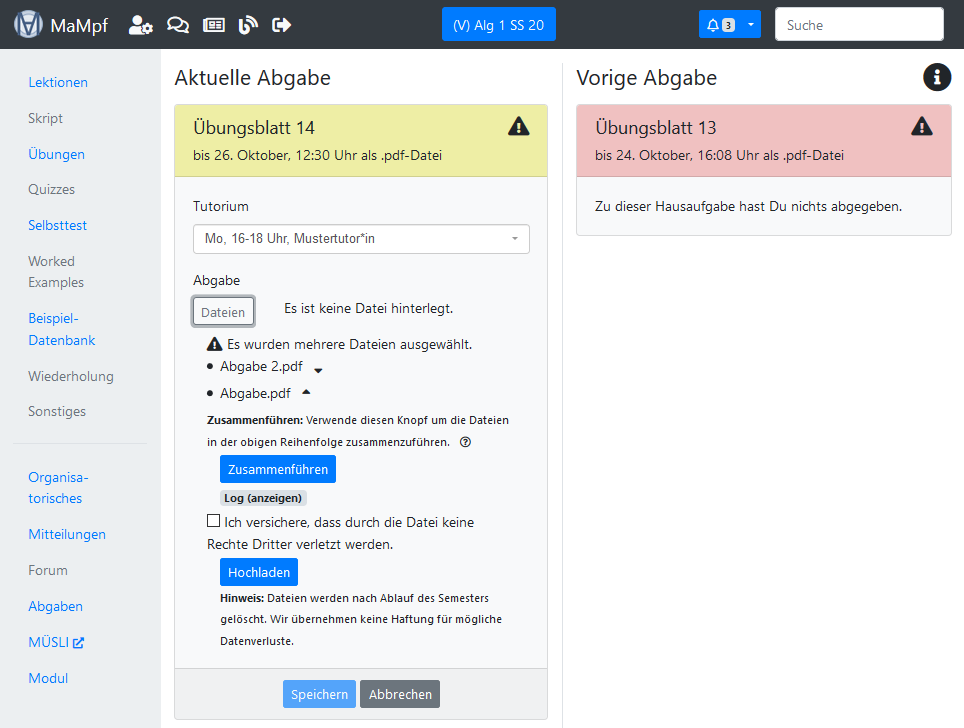 MaMpf
(V) Alg 1 SS 20
3
Suche
Lektionen
Skript
Übungen
Quizzes
Selbsttest
Worked
Examples
Beispiel-
Datenbank
Wiederholung
Sonstiges
Organisa-
torisches
Mitteilungen
Forum
Abgaben
MÜSLI
Modul
Aktuelle Abgabe
Übungsblatt 14
bis 26. Oktober, 12:30 Uhr als .pdf-Datei
Tutorium
Mo, 16-18 Uhr, Mustertutor*in
Abgabe
Dateien
Es ist keine Datei hinterlegt.
Es wurden mehrere Dateien ausgewählt.
Abgabe 2.pdf
Abgabe.pdf
Zusammenführen: Verwende diesen Knopf um die Dateien
in der obigen Reihenfolge zusammenzuführen.
Zusammenführen
Log (anzeigen)
Ich versichere, dass durch die Datei keine
Rechte Dritter verletzt werden.
Hochladen
Hinweis: Dateien werden nach Ablauf des Semesters
gelöscht. Wir übernehmen keine Haftung für mögliche
Datenverluste.
Speichern
Abbrechen
Vorige Abgabe
Übungsblatt 13
bis 24. Oktober, 16:08 Uhr als .pdf-Datei
Zu dieser Hausaufgabe hast Du nichts abgegeben.